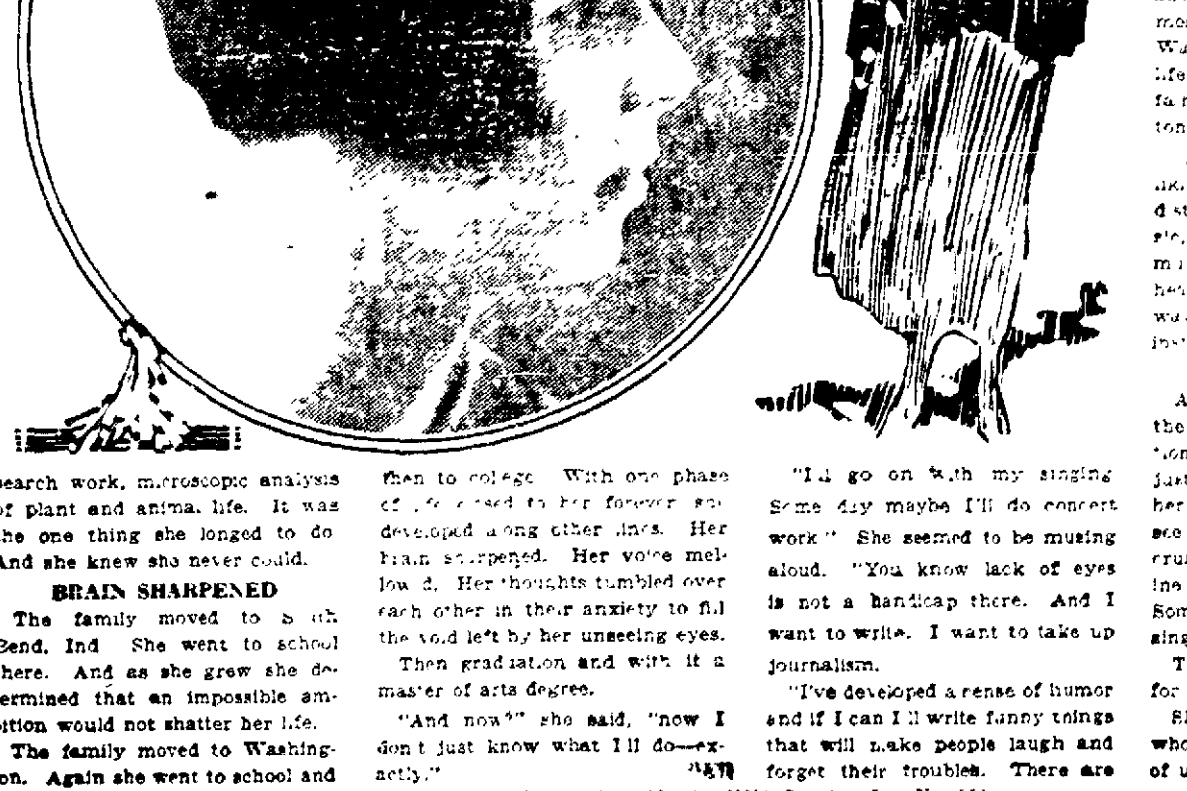 search work, microscopic analysis
of plant and animal life. It was
the one thing she longed to do
And she knew she never could.
BRAIN SHARPENED
The family moved to South
Bend, Ind She went to school
there. And as she grew she de-
termined that an impossible am-
bition would not shatter her life.
The family moved to Washing-
ton. Again she went to school and
then to college With one phase
of life closed to her forever she
developed along other lines. Her
brain sharpened. Her voice mel-
lowed. Her thoughts tumbled over
each other in their anxiety to fill
the void left by her unseeing eyes.
Then graduation and with it a
master of arts degree.
"And now?" she said, "now I
don't just know what I'll do—ex-
actly."
"I'll go on with my singing
Some day maybe I'll do concert
work" She seemed to be musing
aloud. "You know lack of eyes
is not a handicap there. And I
want to write. I want to take up
journalism.
"I've developed a sense of humor
and if I can I'll write funny things
that will make people laugh and
forget their troubles. There are
the
just
her
see
for
who
of